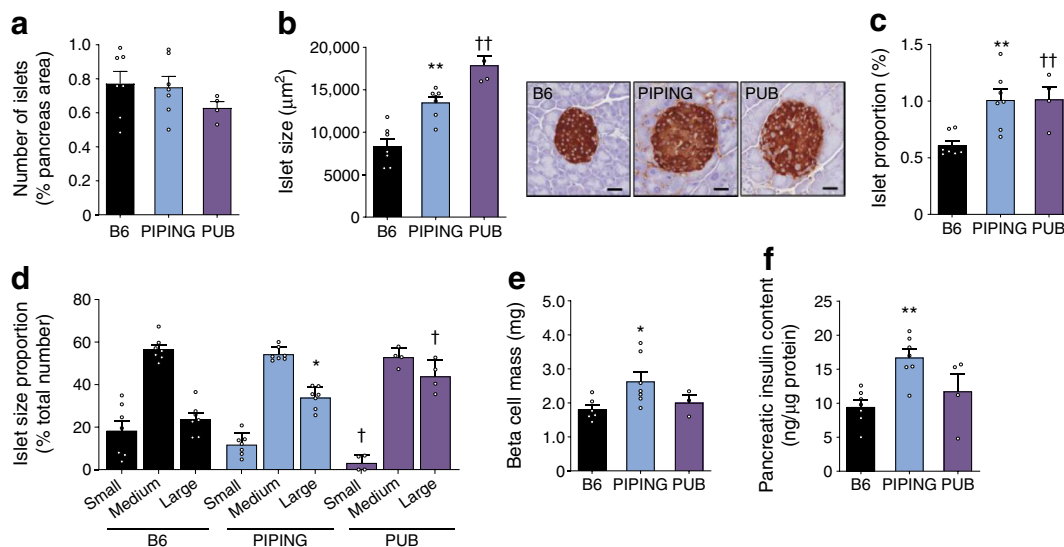 a
Number of islets
(% pancreas area)
1.0
0.8
0.6
0.4
0.2
0
B6 PIPING PUB
b
Islet size (μm²)
20,000
15,000
10,000
5000
0
**
††
B6 PIPING PUB
B6
PIPING
PUB
c
Islet proportion (%)
1.5
1.0
0.5
0
**
††
B6 PIPING PUB
d
Islet size proportion
(% total number)
80
60
40
20
0
*
†
†
Small Medium Large Small Medium Large Small Medium Large
B6 PIPING PUB
e
Beta cell mass (mg)
5.0
4.0
3.0
2.0
1.0
0
*
B6 PIPING PUB
f
Pancreatic insulin content
(ng/μg protein)
25
20
15
10
5
0
**
B6 PIPING PUB